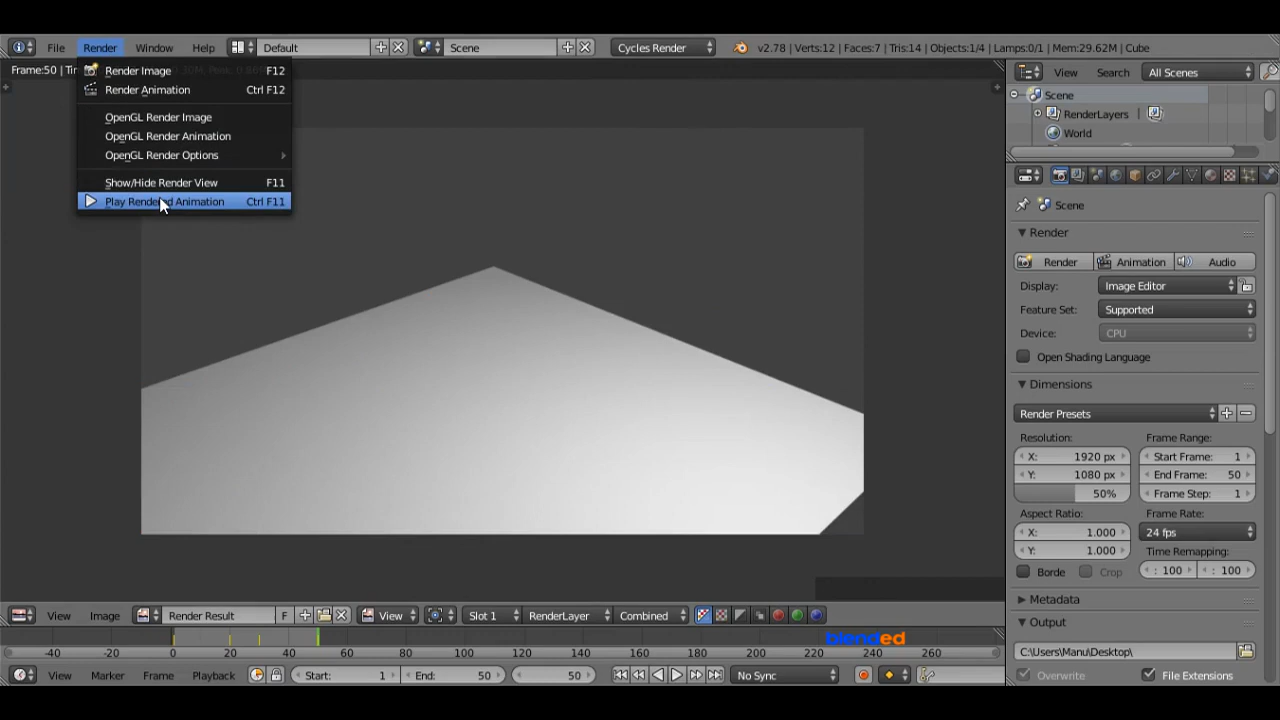 File Render Window Help Default Scene Cycles Render v2.78 | Verts:12 | Faces:7 | Tris:14 | Objects:1/4 | Lamps:0/1 | Mem:29.62M | Cube
Frame:50 |
Render Image F12
Render Animation Ctrl F12
OpenGL Render Image
OpenGL Render Animation
OpenGL Render Options
Show/Hide Render View F11
Play Rendered Animation Ctrl F11
View Search All Scenes
Scene
RenderLayers
World
Scene
Render
Render Animation Audio
Display: Image Editor
Feature Set: Supported
Device: CPU
Open Shading Language
Dimensions
Render Presets
Resolution: Frame Range:
X: 1920 px Start Frame: 1
Y: 1080 px End Frame: 50
50% Frame Step: 1
Aspect Ratio: Frame Rate:
X: 1.000 24 fps
Y: 1.000 Time Remapping:
Borde Crop : 100 : 100
Metadata
Output
C:\Users\Manu\Desktop\
Overwrite File Extensions
View Image Render Result F View Slot 1 RenderLayer Combined
blended
-40 -20 0 20 40 60 80 100 120 140 160 180 200 220 240 260
View Marker Frame Playback Start: 1 End: 50 50 No Sync